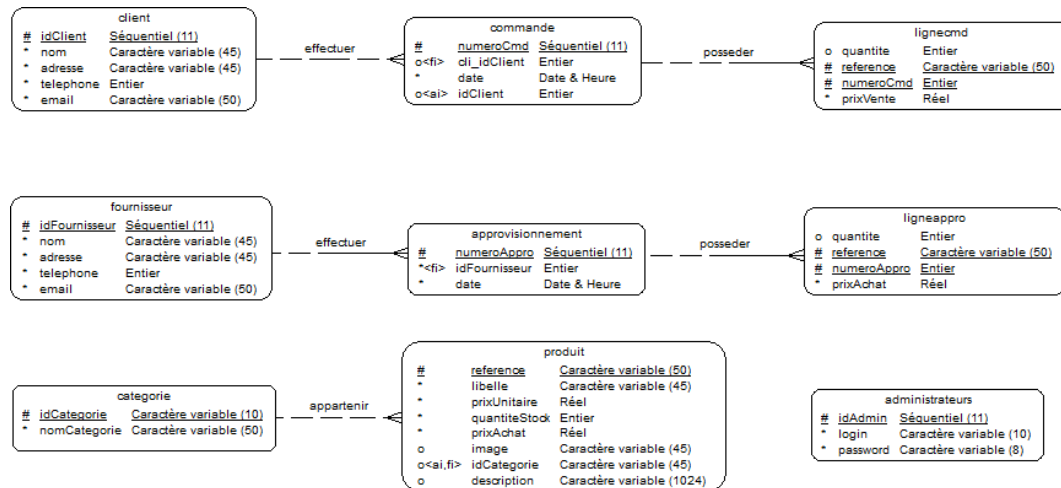 client
# idClient Séquentiel (11)
* nom Caractère variable (45)
* adresse Caractère variable (45)
* telephone Entier
* email Caractère variable (50)
effectuer
commande
# numeroCmd Séquentiel (11)
o<fi> cli_idClient Entier
* date Date & Heure
o<ai> idClient Entier
posseder
lignecmd
o quantite Entier
# reference Caractère variable (50)
# numeroCmd Entier
* prixVente Réel
fournisseur
# idFournisseur Séquentiel (11)
* nom Caractère variable (45)
* adresse Caractère variable (45)
* telephone Entier
* email Caractère variable (50)
effectuer
approvisionnement
# numeroAppro Séquentiel (11)
*<fi> idFournisseur Entier
* date Date & Heure
posseder
ligneappro
o quantite Entier
# reference Caractère variable (50)
# numeroAppro Entier
* prixAchat Réel
categorie
# idCategorie Caractère variable (10)
* nomCategorie Caractère variable (50)
appartenir
produit
# reference Caractère variable (50)
* libelle Caractère variable (45)
* prixUnitaire Réel
* quantiteStock Entier
* prixAchat Réel
o image Caractère variable (45)
o<ai,fi> idCategorie Caractère variable (45)
o description Caractère variable (1024)
administrateurs
# idAdmin Séquentiel (11)
* login Caractère variable (10)
* password Caractère variable (8)